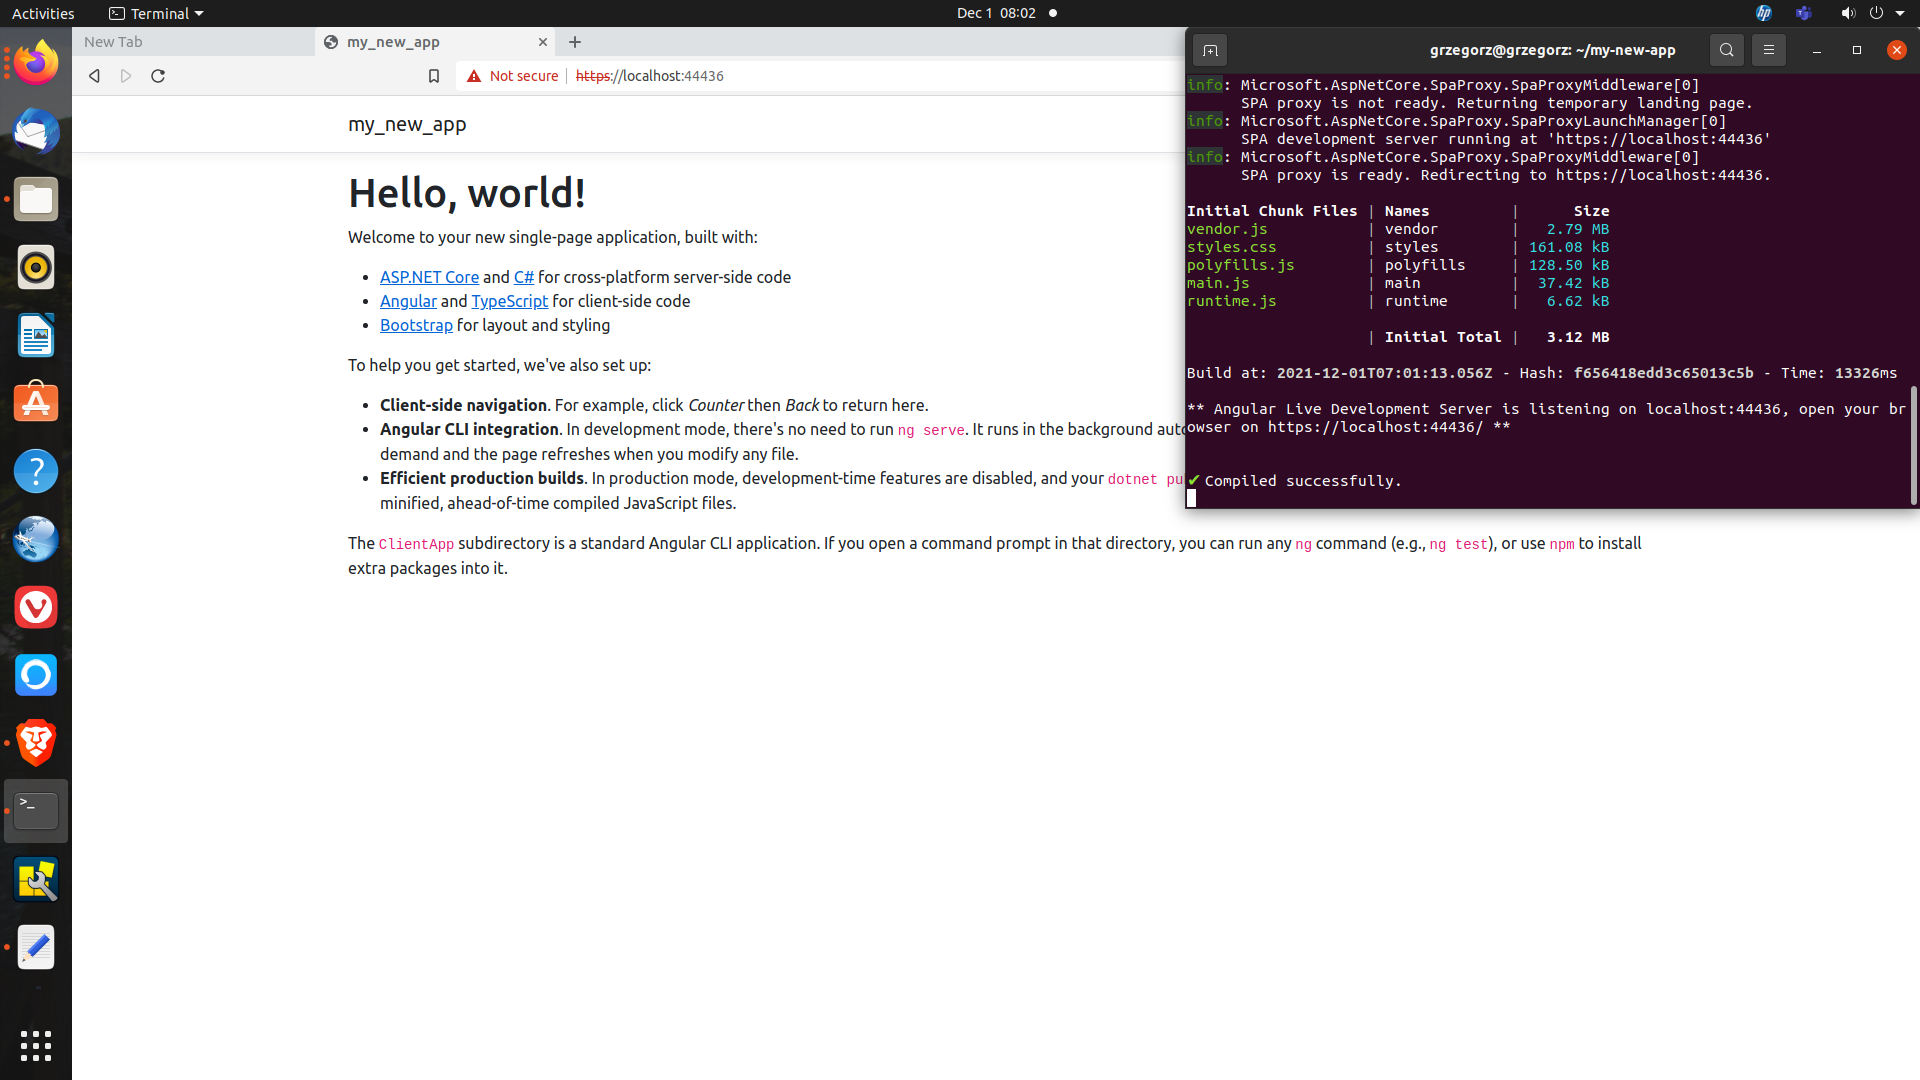 Activities
Terminal
Dec 1 08:02
New Tab
my_new_app
Not secure
https://localhost:44436
my_new_app
Hello, world!
Welcome to your new single-page application, built with:
ASP.NET Core and C# for cross-platform server-side code
Angular and TypeScript for client-side code
Bootstrap for layout and styling
To help you get started, we've also set up:
Client-side navigation. For example, click Counter then Back to return here.
Angular CLI integration. In development mode, there's no need to run ng serve. It runs in the background
demand and the page refreshes when you modify any file.
Efficient production builds. In production mode, development-time features are disabled, and your dotnet
minified, ahead-of-time compiled JavaScript files.
The ClientApp subdirectory is a standard Angular CLI application. If you open a command prompt in that directory, you can run any ng command (e.g., ng test), or use npm to install
extra packages into it.
grzegorz@grzegorz: ~/my-new-app
info: Microsoft.AspNetCore.SpaProxy.SpaProxyMiddleware[0]
SPA proxy is not ready. Returning temporary landing page.
info: Microsoft.AspNetCore.SpaProxy.SpaProxyLaunchManager[0]
SPA development server running at 'https://localhost:44436'
info: Microsoft.AspNetCore.SpaProxy.SpaProxyMiddleware[0]
SPA proxy is ready. Redirecting to https://localhost:44436.
Initial Chunk Files | Names | Size
vendor.js | vendor | 2.79 MB
styles.css | styles | 161.08 kB
polyfills.js | polyfills | 128.50 kB
main.js | main | 37.42 kB
runtime.js | runtime | 6.62 kB
| Initial Total | 3.12 MB
Build at: 2021-12-01T07:01:13.056Z - Hash: f656418edd3c65013c5b - Time: 13326ms
** Angular Live Development Server is listening on localhost:44436, open your br
owser on https://localhost:44436/ **
✔ Compiled successfully.